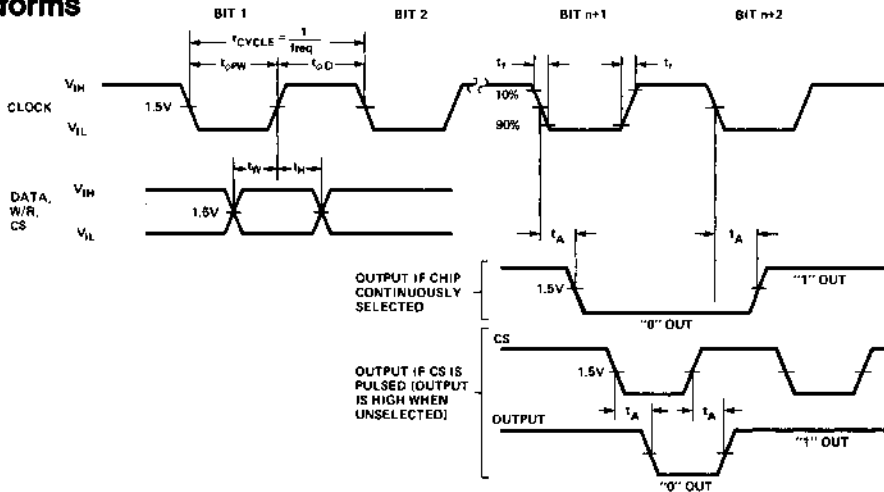 forms
BIT 1
BIT 2
BIT n+1
BIT n+2
tCYCLE = 1/freq
tφPW
tφD
tf
tr
CLOCK
VIH
1.5V
VIL
10%
90%
tW
tH
DATA,
W/R,
CS
VIH
1.5V
VIL
tA
tA
OUTPUT IF CHIP
CONTINUOUSLY
SELECTED
1.5V
"0" OUT
"1" OUT
OUTPUT IF CS IS
PULSED (OUTPUT
IS HIGH WHEN
UNSELECTED)
CS
1.5V
tA
tA
OUTPUT
"0" OUT
"1" OUT